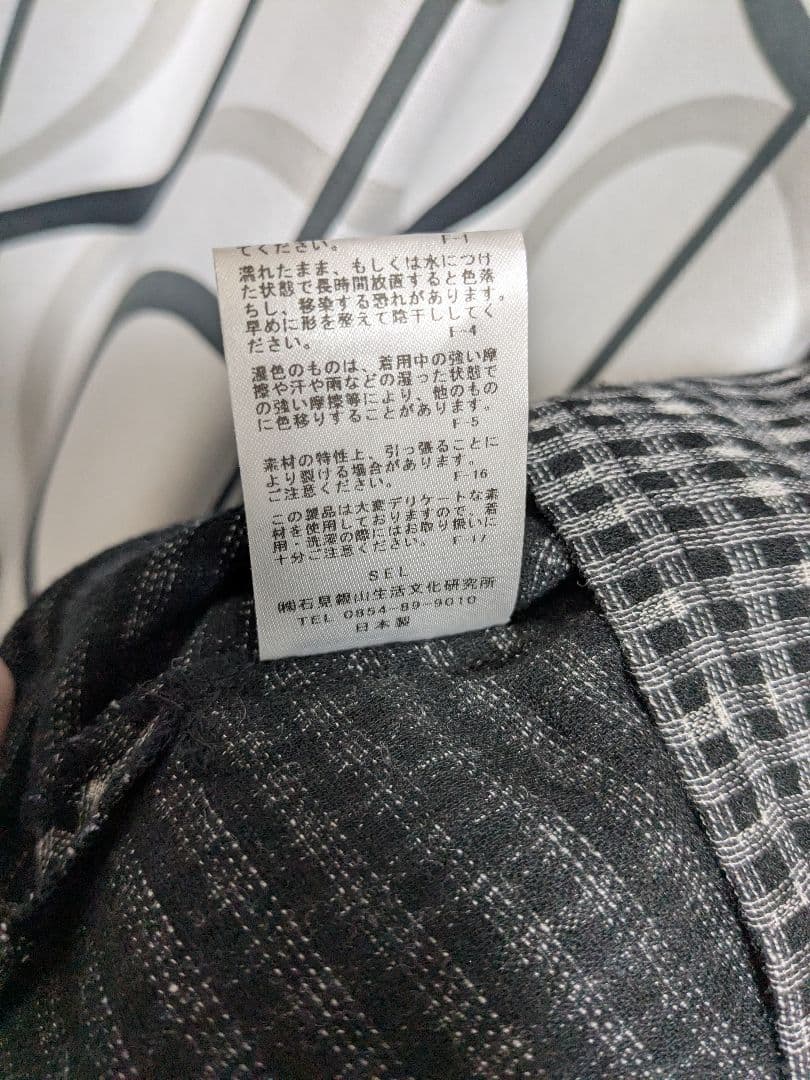 てください。 F-1
濡れたまま、もしくは水につけ
た状態で長時間放置すると色落
ちし、移染する恐れがあります。
早めに形を整えて陰干ししてく
ださい。 F-4
濃色のものは、着用中の強い摩
擦や汗や雨などの湿った状態で
の強い摩擦等により、他のもの
に色移りすることがあります。
F-5
素材の特性上、引っ張ることに
より裂ける場合があります。
ご注意ください。 F-16
この製品は大変デリケートな素
材を使用しておりますので、着
用・洗濯の際にはお取り扱いに
十分ご注意ください。 F-17
SEL
㈱石見銀山生活文化研究所
TEL 0854-89-9010
日本製